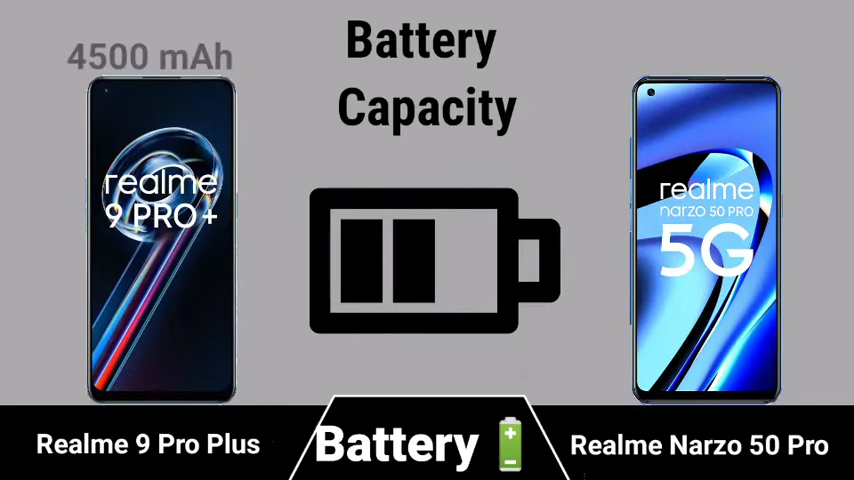 Battery
Capacity
4500 mAh
realme
9 PRO+
realme
narzo 50 PRO
5G
Realme 9 Pro Plus
Battery
Realme Narzo 50 Pro